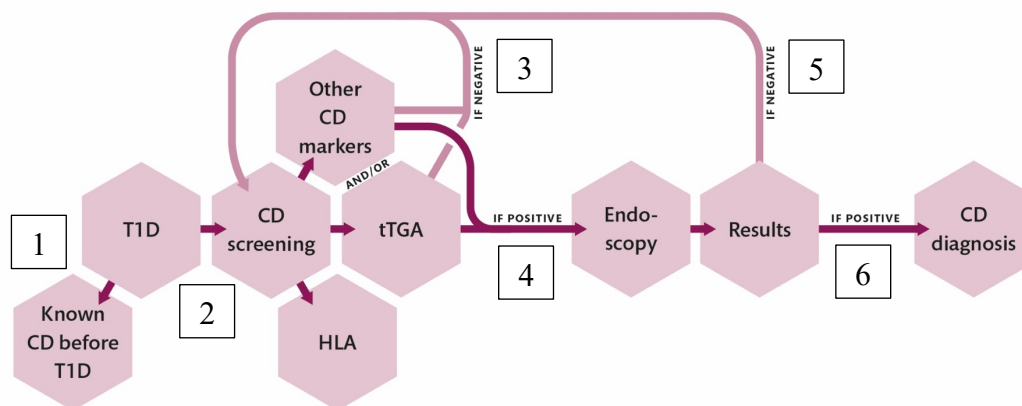 3
IF NEGATIVE
5
IF NEGATIVE
Other
CD
markers
AND/OR
1
T1D
CD
screening
tTGA
IF POSITIVE
4
Endo-
scopy
Results
IF POSITIVE
6
CD
diagnosis
2
Known
CD before
T1D
HLA